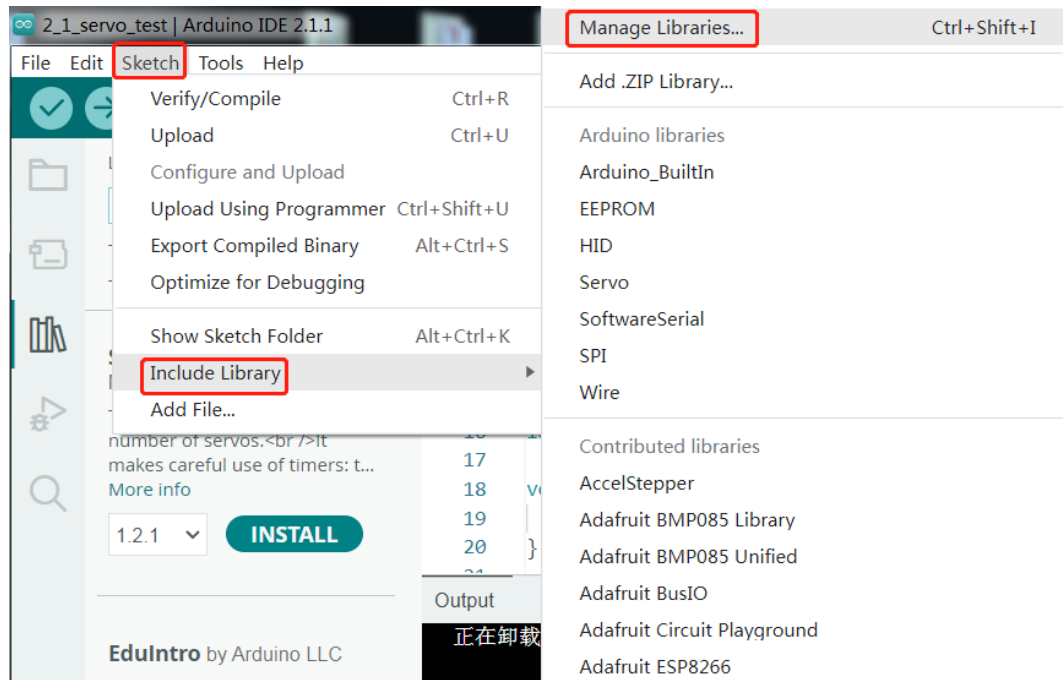 2_1_servo_test | Arduino IDE 2.1.1
File Edit Sketch Tools Help
Verify/Compile Ctrl+R
Upload Ctrl+U
Configure and Upload
Upload Using Programmer Ctrl+Shift+U
Export Compiled Binary Alt+Ctrl+S
Optimize for Debugging
Show Sketch Folder Alt+Ctrl+K
Include Library
Add File...
number of servos.<br />It
makes careful use of timers: t...
More info
1.2.1 INSTALL
EduIntro by Arduino LLC
17
18
19
20 }
Output
正在卸载
Manage Libraries... Ctrl+Shift+I
Add .ZIP Library...
Arduino libraries
Arduino_BuiltIn
EEPROM
HID
Servo
SoftwareSerial
SPI
Wire
Contributed libraries
AccelStepper
Adafruit BMP085 Library
Adafruit BMP085 Unified
Adafruit BusIO
Adafruit Circuit Playground
Adafruit ESP8266